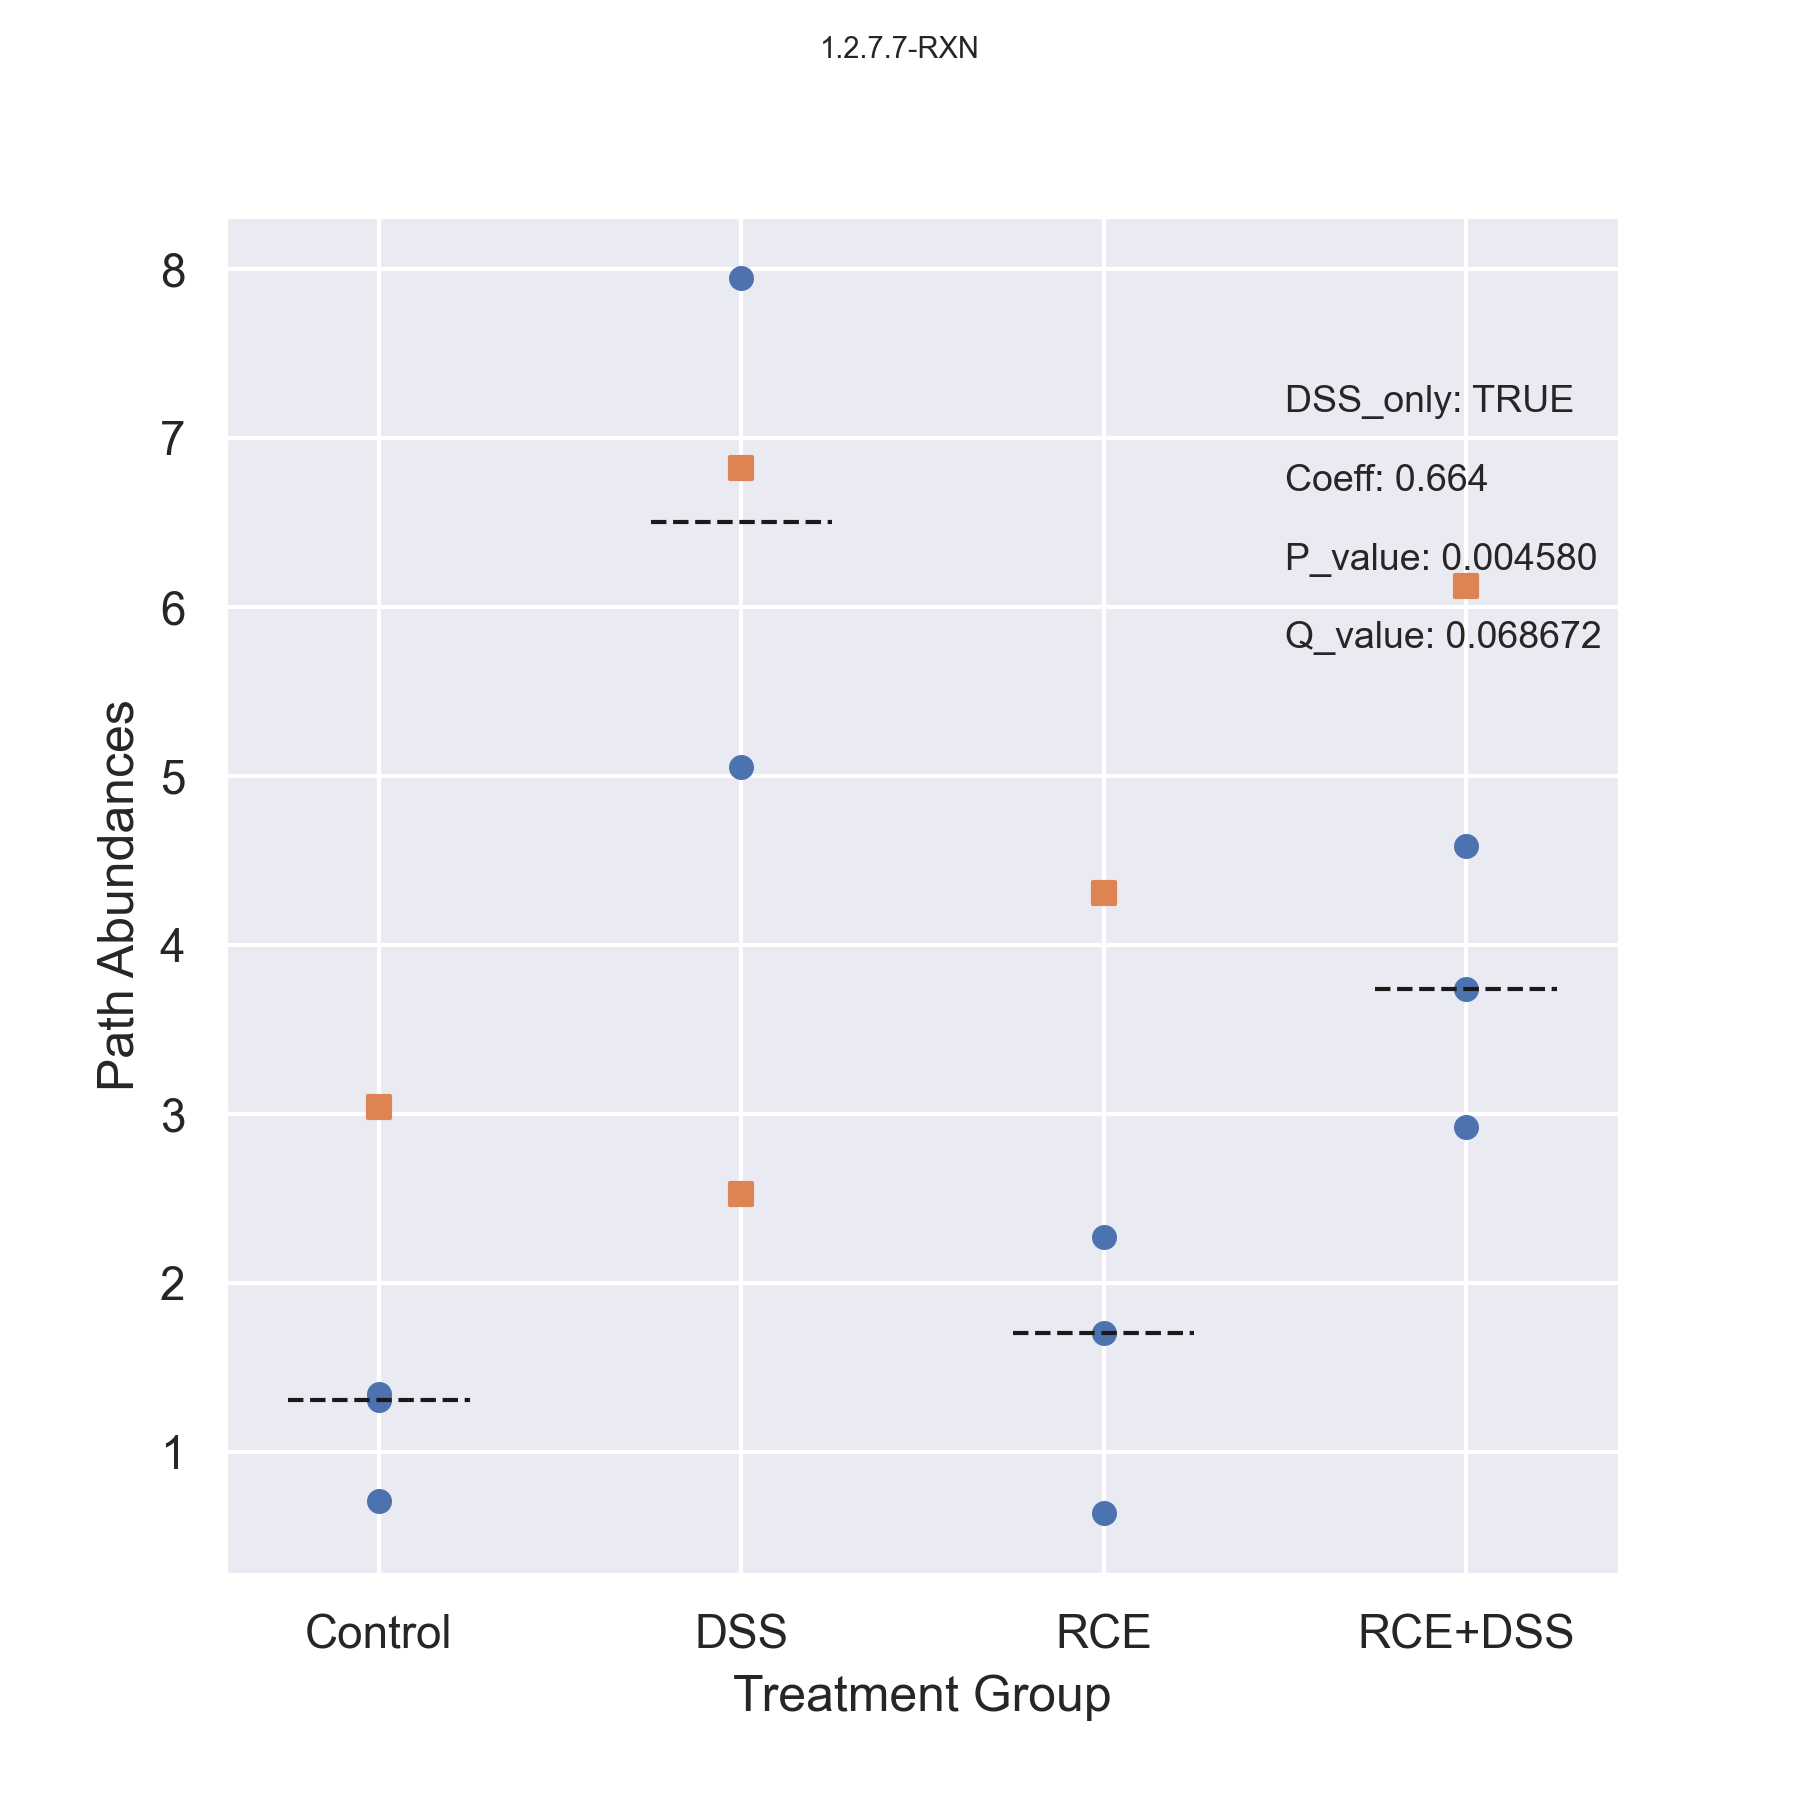 1.2.7.7-RXN
8
7
6
5
4
3
2
1
Path Abundances
DSS_only: TRUE
Coeff: 0.664
P_value: 0.004580
Q_value: 0.068672
Control
DSS
RCE
RCE+DSS
Treatment Group